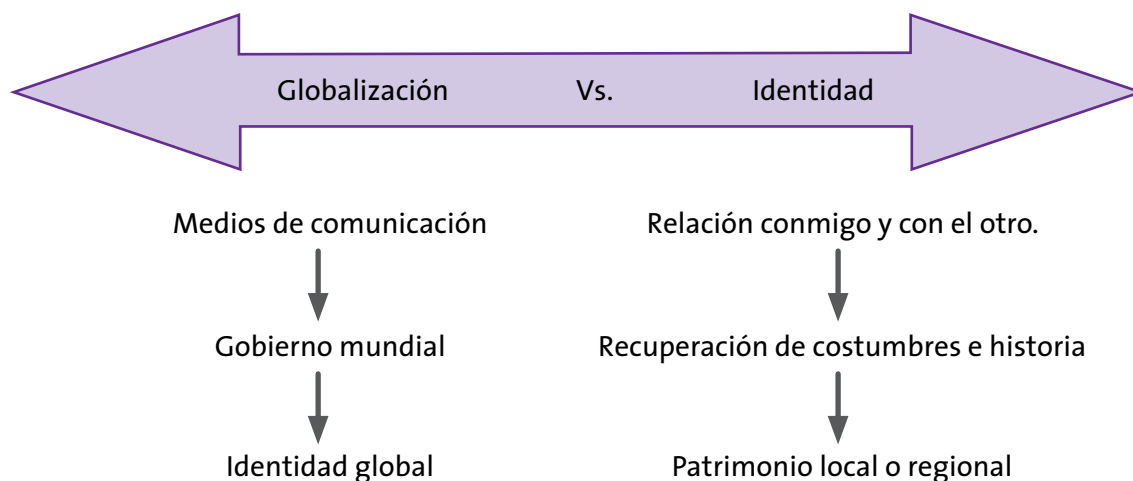 Globalización Vs. Identidad
Medios de comunicación
Gobierno mundial
Identidad global
Relación conmigo y con el otro.
Recuperación de costumbres e historia
Patrimonio local o regional